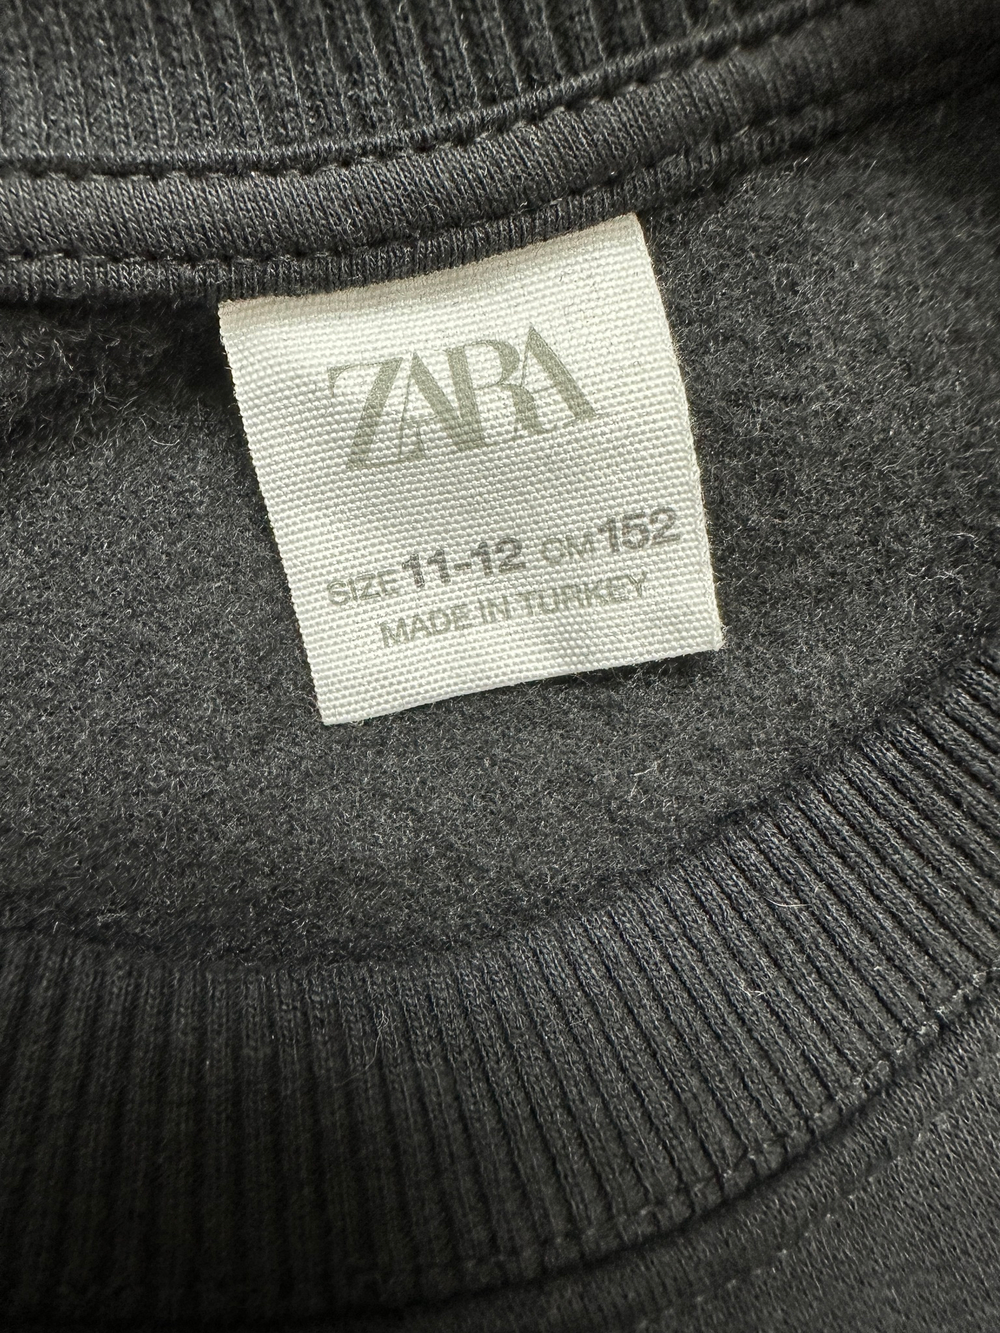 ZARA
SIZE 11-12 CM 152
MADE IN TURKEY